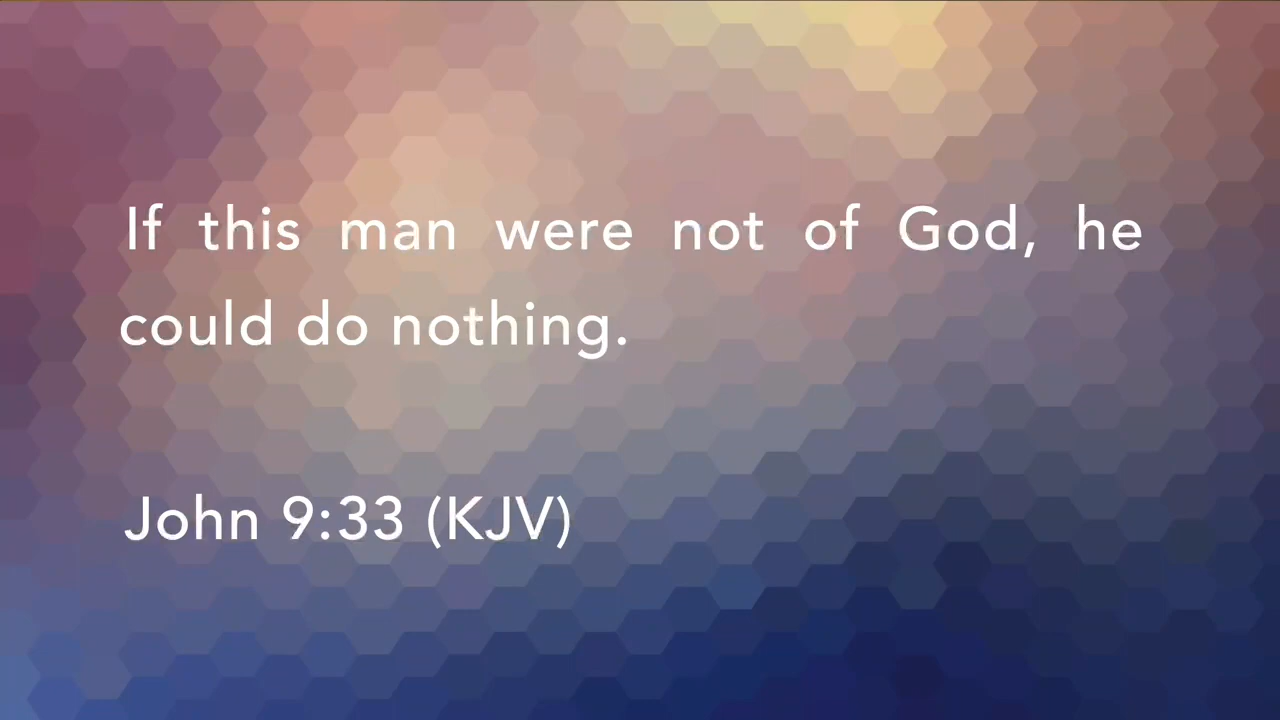 If this man were not of God, he
could do nothing.
John 9:33 (KJV)